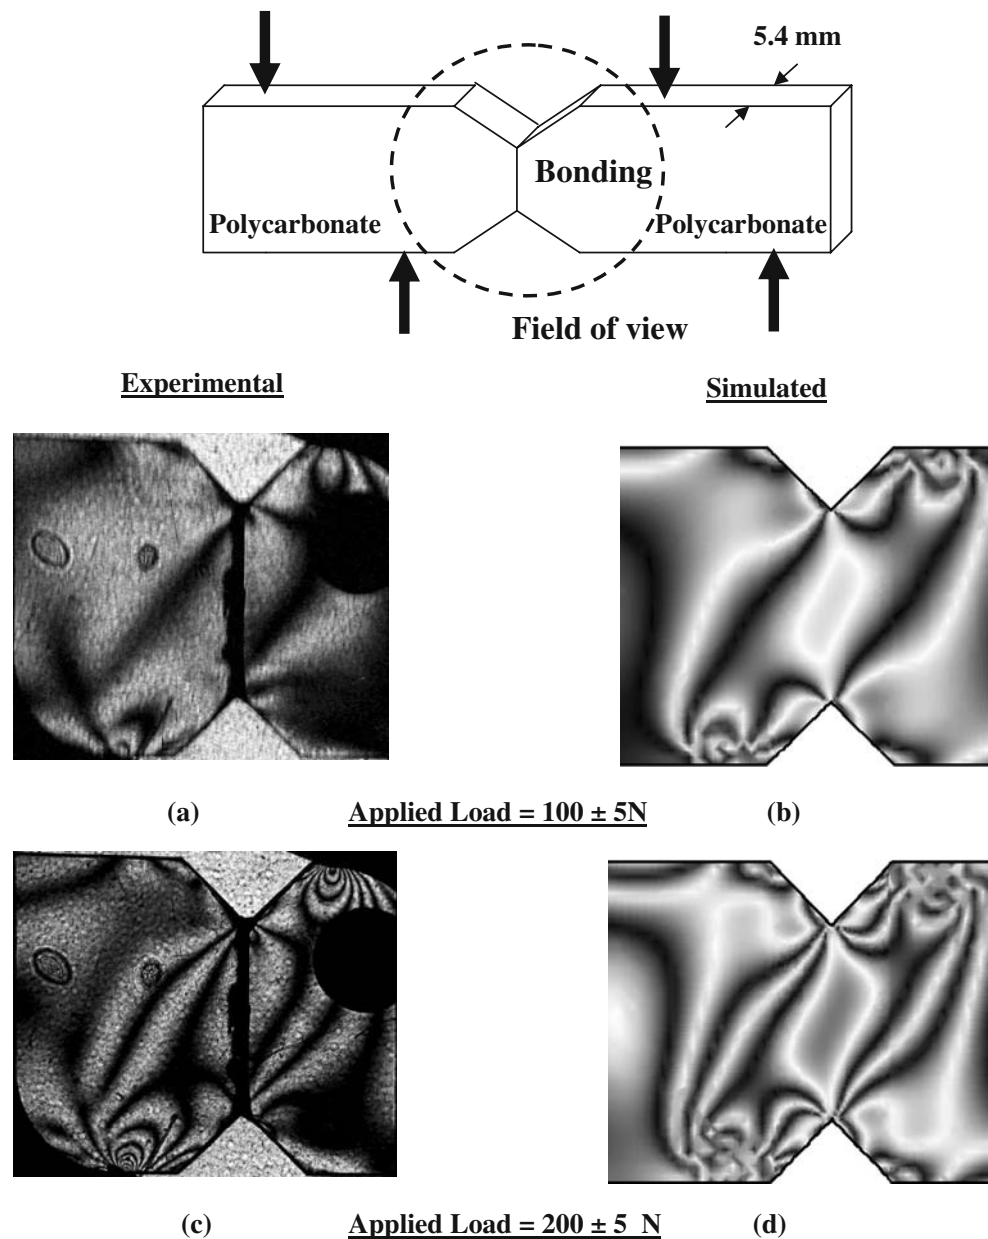 5.4 mm
Bonding
Polycarbonate
Polycarbonate
Field of view
Experimental
Simulated
(a)
Applied Load = 100 ± 5N
(b)
(c)
Applied Load = 200 ± 5 N
(d)